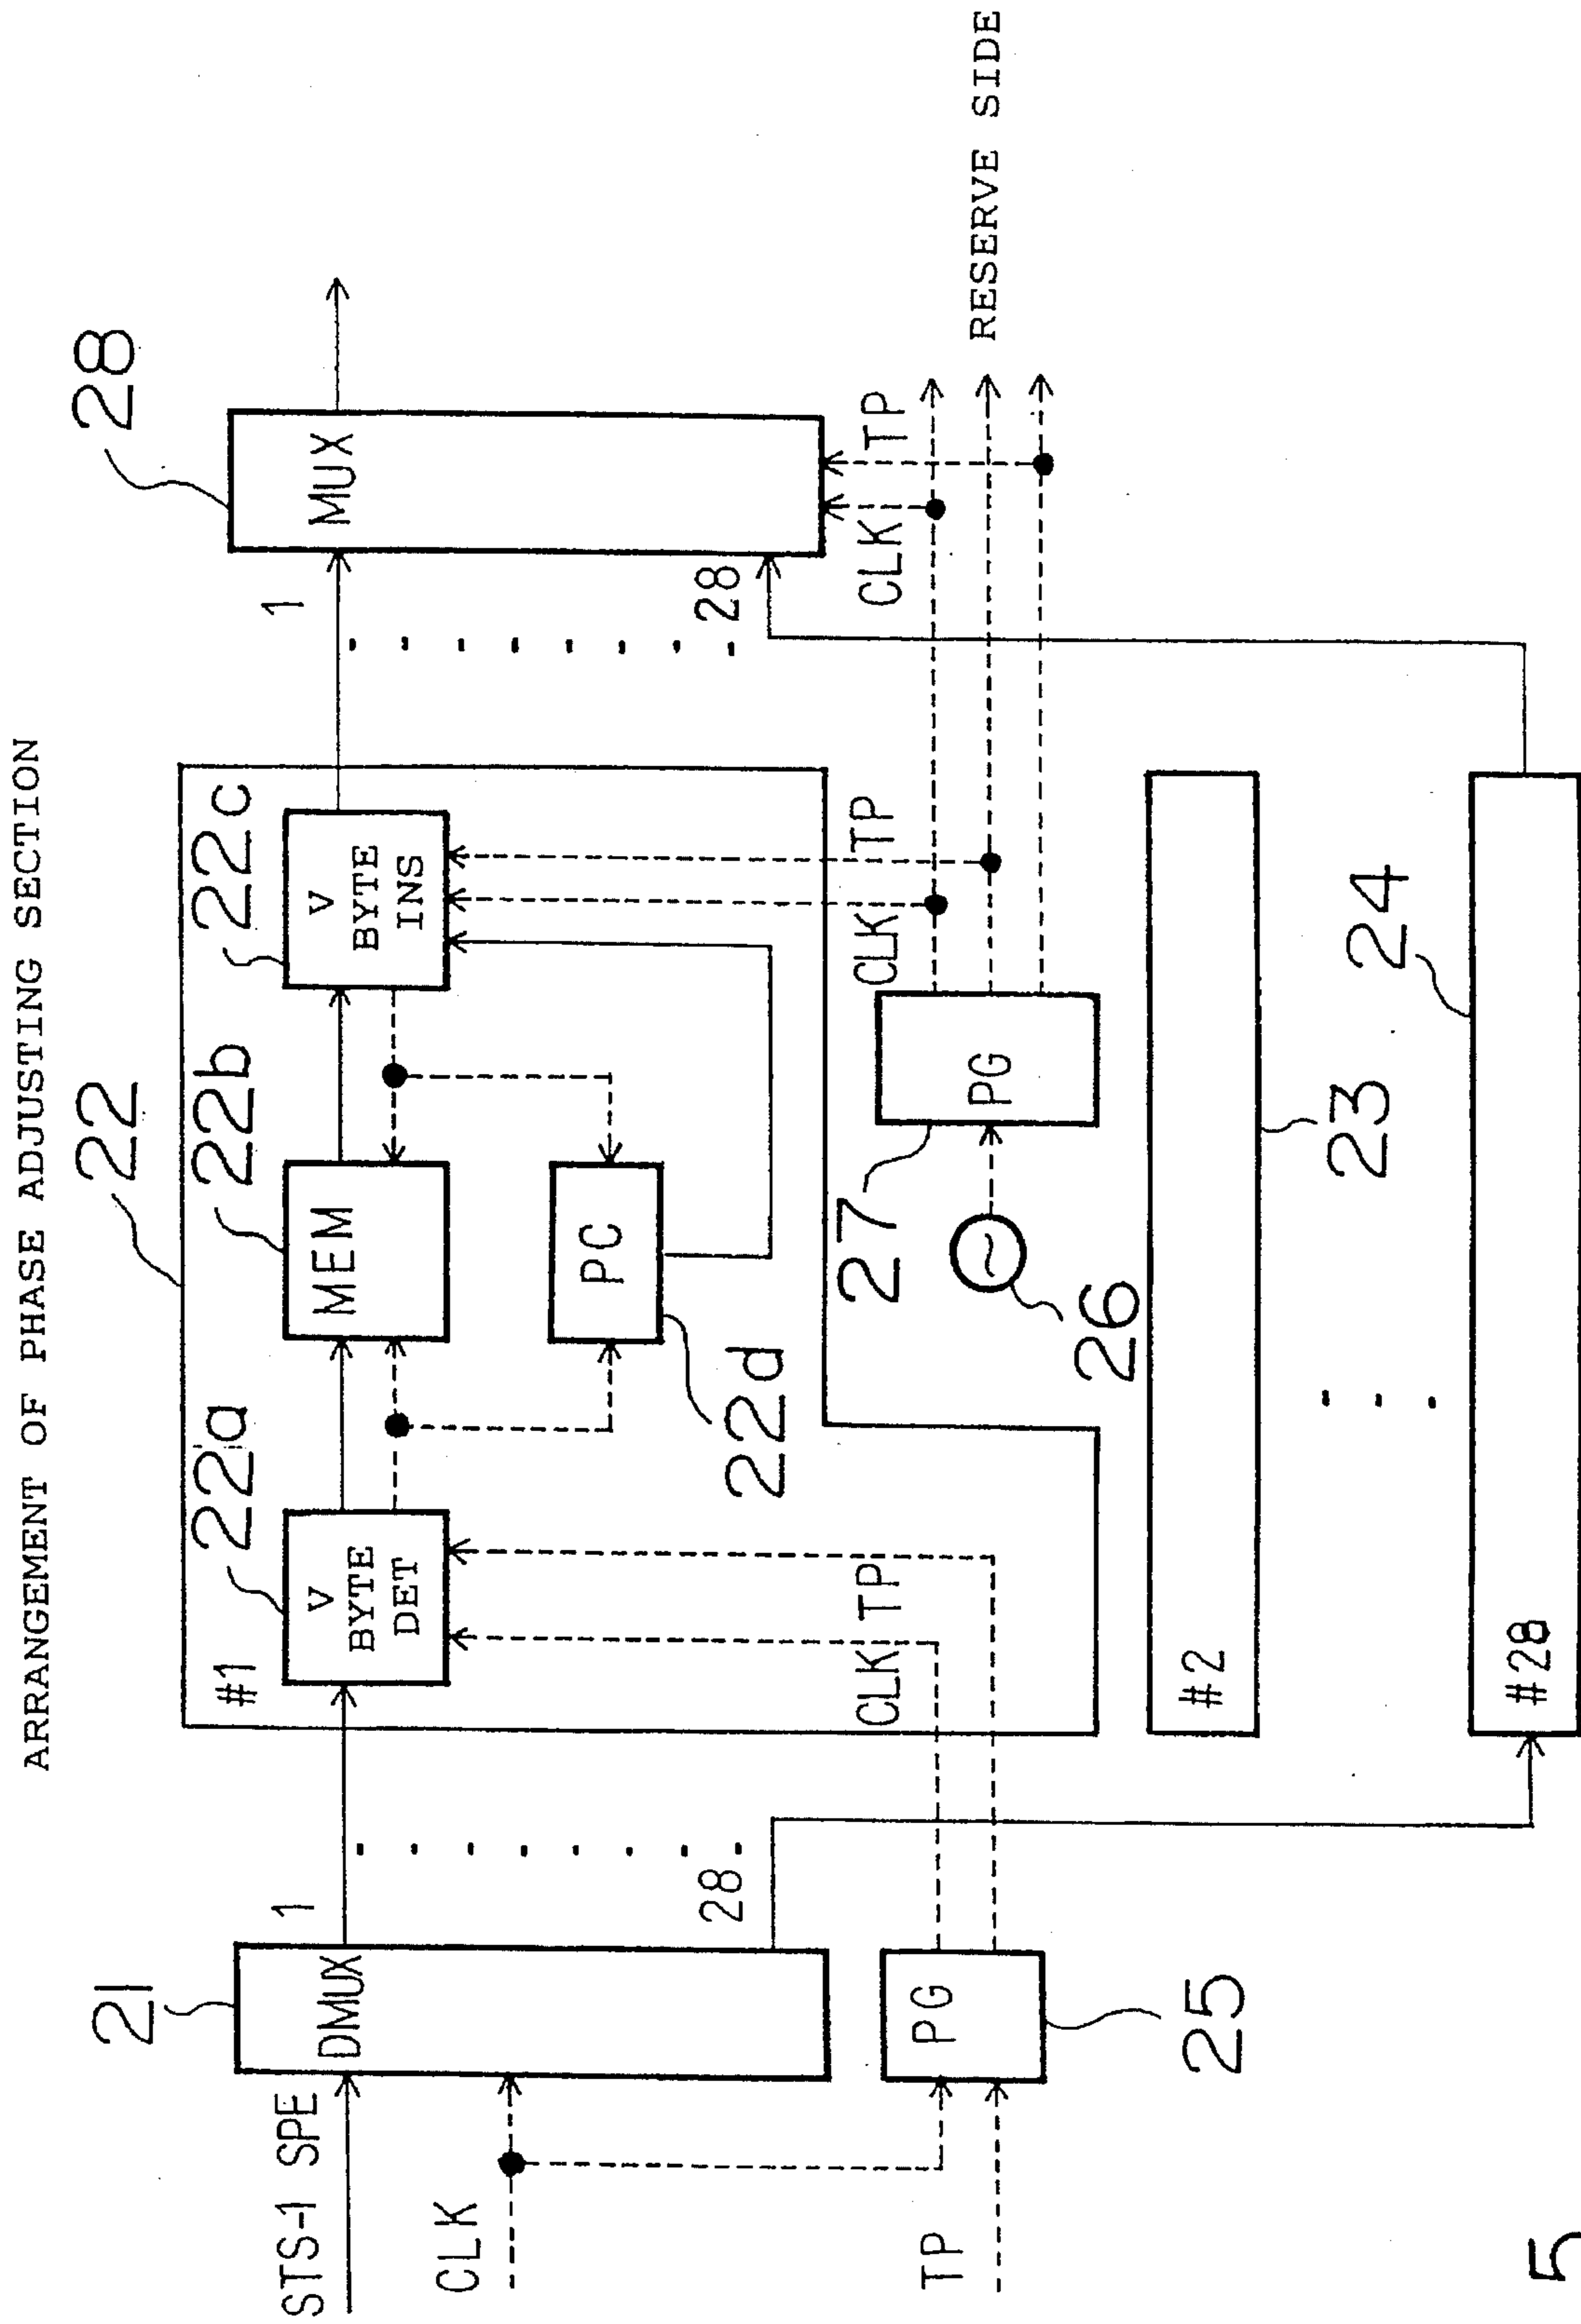 ARRANGEMENT OF PHASE ADJUSTING SECTION
21
22
28
22a
22b
22c
#1
STS-1 SPE
DMUX
1
V
BYTE
DET
MEM
V
BYTE
INS
1
MUX
CLK
PC
22d
28
28
CLK
TP
CLK
TP
CLK
TP
TP
PG
25
27
26
PG
RESERVE SIDE
#2
23
24
#28
5